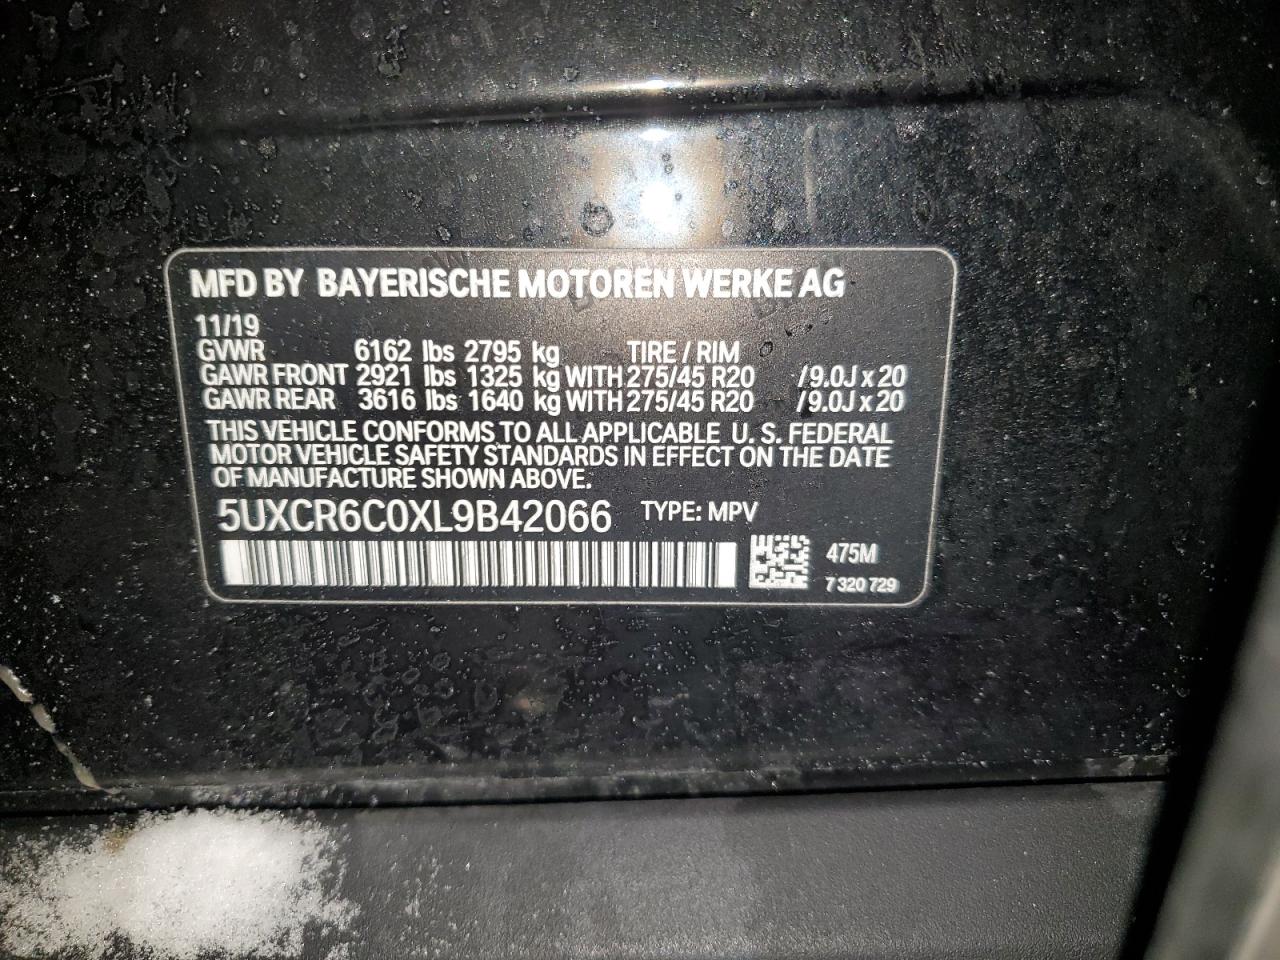 MFD BY BAYERISCHE MOTOREN WERKE AG
11/19
GVWR 6162 lbs 2795 kg TIRE / RIM
GAWR FRONT 2921 lbs 1325 kg WITH 275/45 R20 /9.0J x 20
GAWR REAR 3616 lbs 1640 kg WITH 275/45 R20 /9.0J x 20
THIS VEHICLE CONFORMS TO ALL APPLICABLE U. S. FEDERAL
MOTOR VEHICLE SAFETY STANDARDS IN EFFECT ON THE DATE
OF MANUFACTURE SHOWN ABOVE.
5UXCR6C0XL9B42066 TYPE: MPV
475M
7 320 729